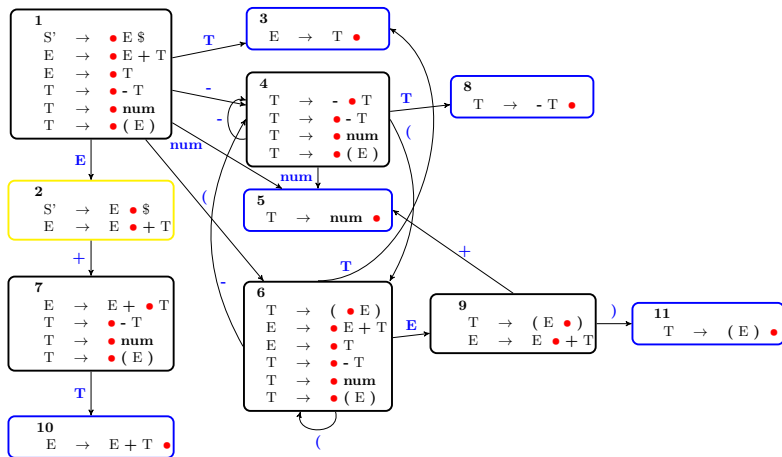 1
S' → • E $
E → • E + T
E → • T
T → • - T
T → • num
T → • ( E )
T
3
E → T •
-
4
T → - • T
T → • - T
T → • num
T → • ( E )
-
T
8
T → - T •
(
num
num
E
(
2
S' → E • $
E → E • + T
5
T → num •
+
+
7
E → E + • T
T → • - T
T → • num
T → • ( E )
-
T
6
T → ( • E )
E → • E + T
E → • T
T → • - T
T → • num
T → • ( E )
E
9
T → ( E • )
E → E • + T
)
11
T → ( E ) •
T
(
10
E → E + T •